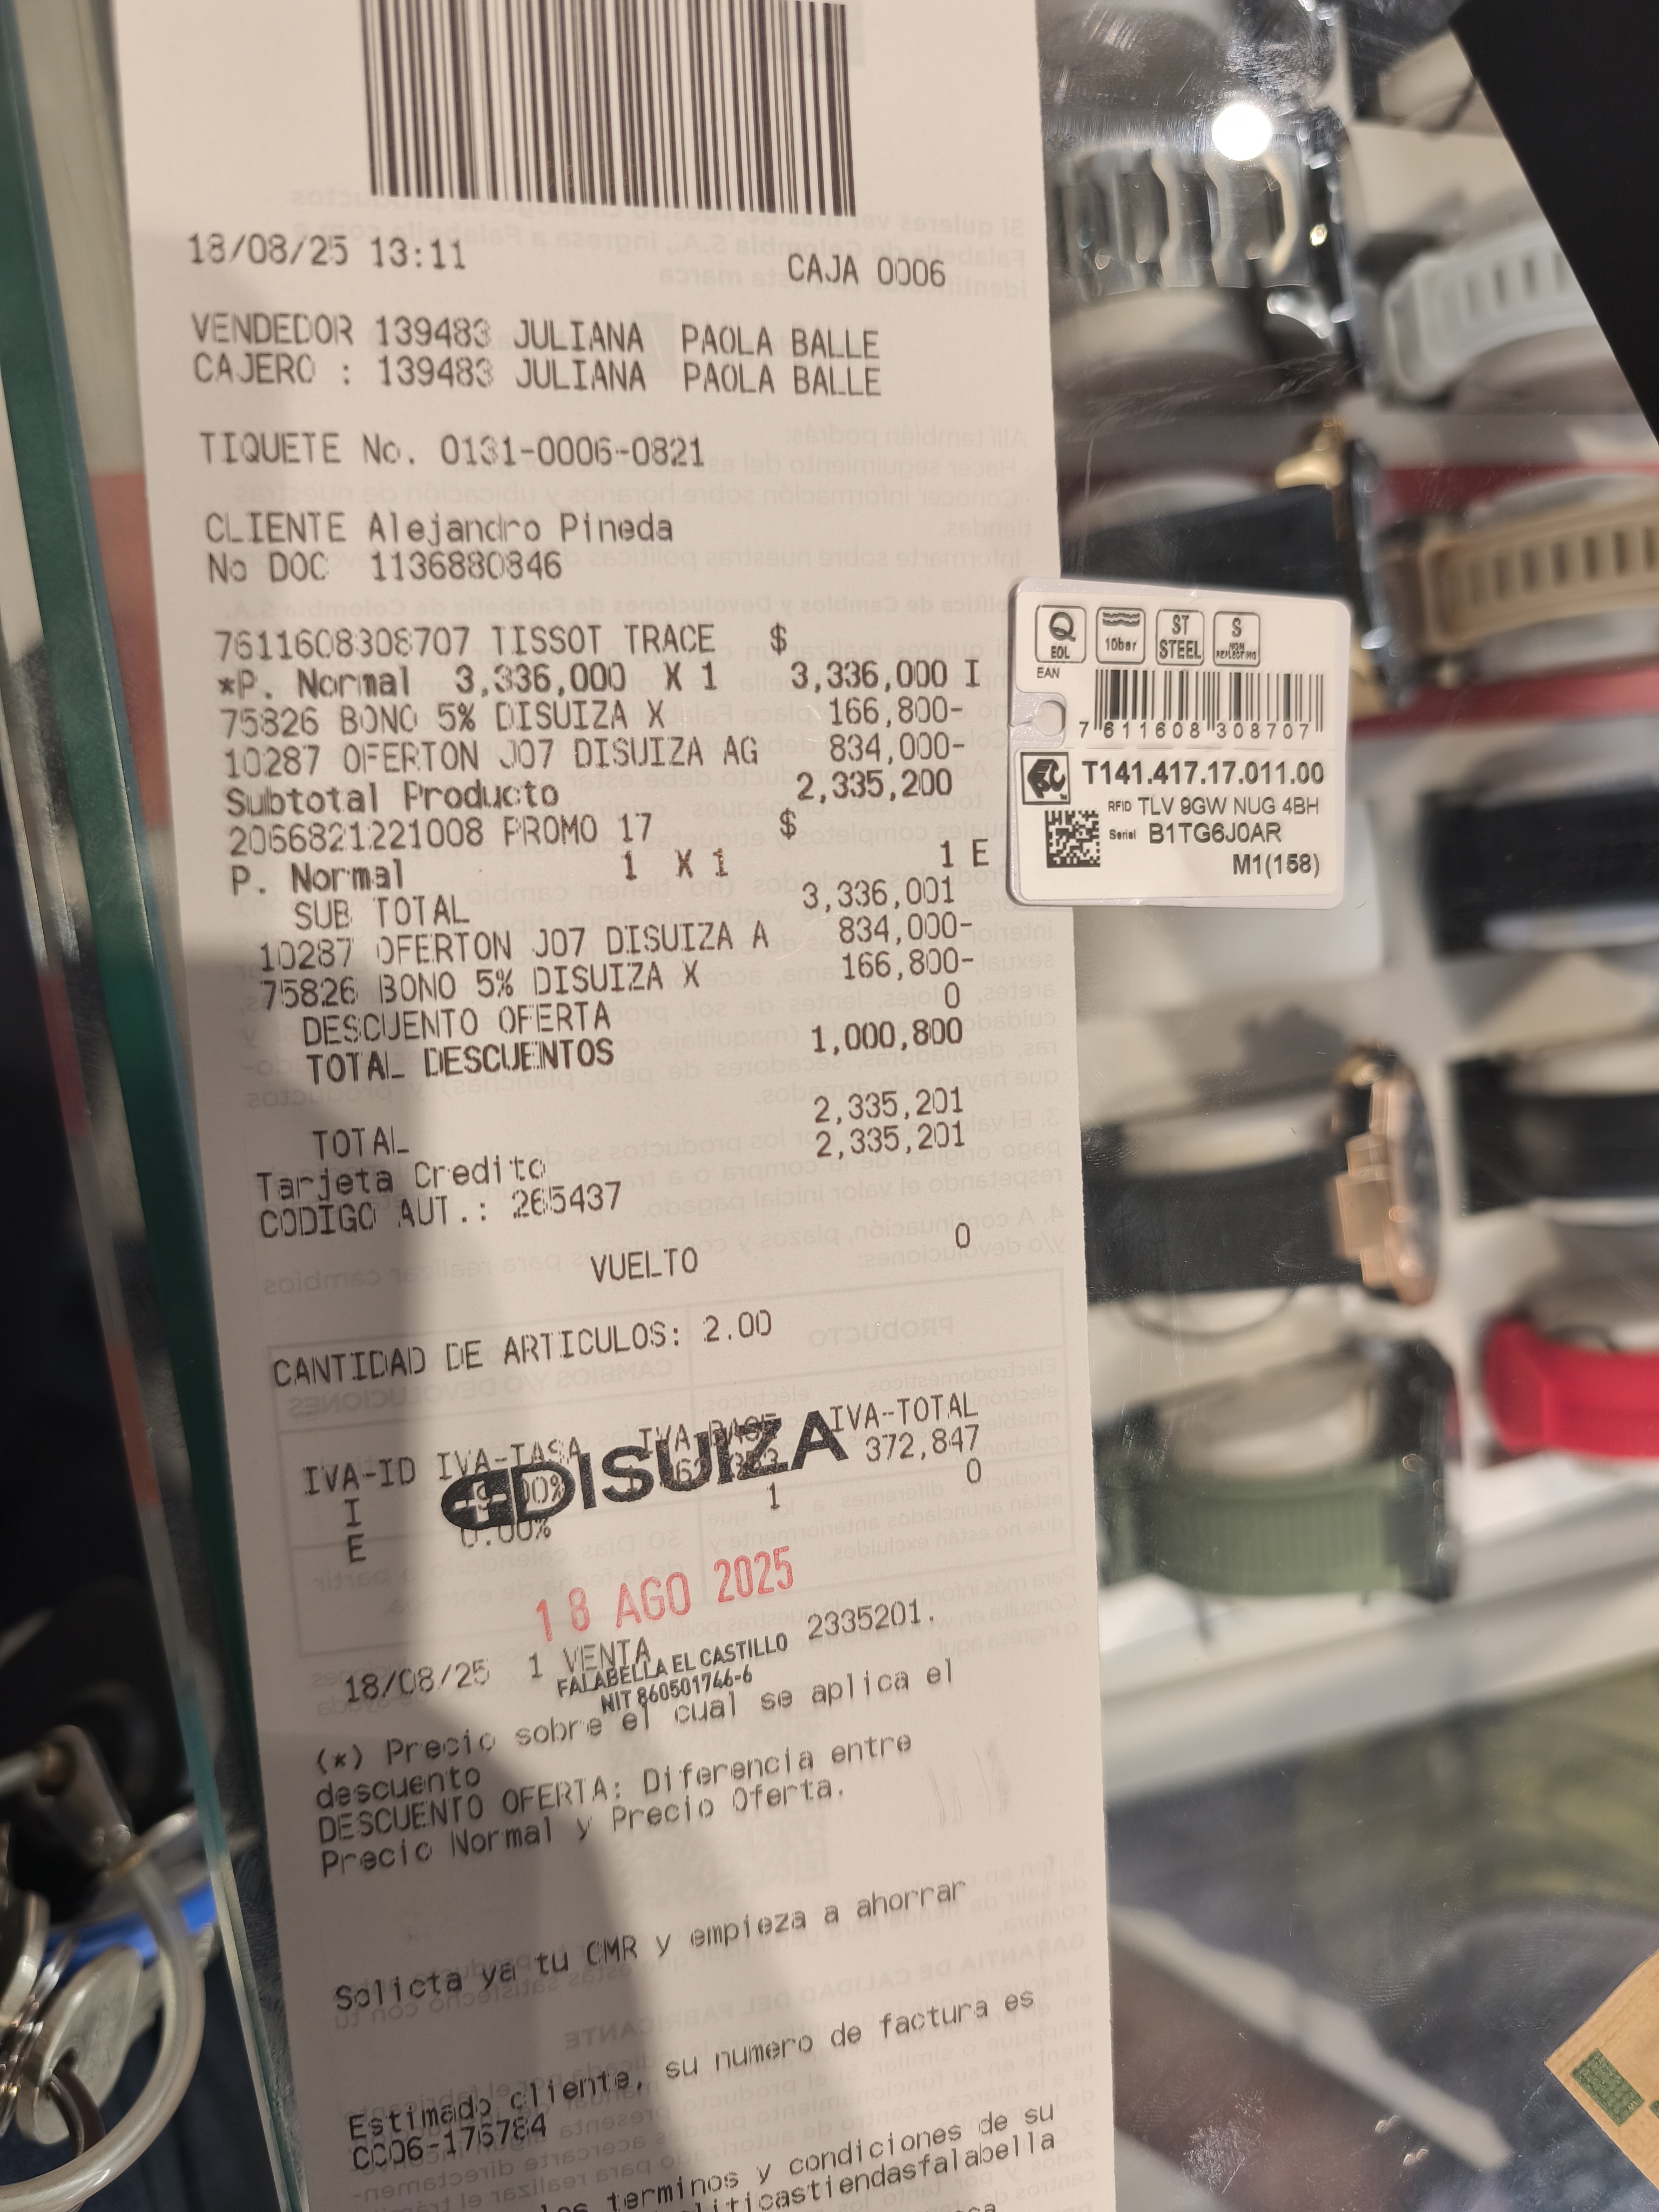 18/08/25 13:11 CAJA 0006
VENDEDOR 139483 JULIANA PAOLA BALLE
CAJERO : 139483 JULIANA PAOLA BALLE
TIQUETE No. 0131-0006-0821
CLIENTE Alejandro Pineda
No DOC 1136880846
7611608308707 TISSOT TRACE $
*P. Normal 3,336,000 X 1 3,336,000 I
75826 BONO 5% DISUIZA X 166,800-
10287 OFERTON J07 DISUIZA AG 834,000-
Subtotal Producto 2,335,200
2066821221008 PROMO 17 $
P. Normal 1 X 1 1 E
SUB TOTAL 3,336,001
10287 OFERTON J07 DISUIZA A 834,000-
75826 BONO 5% DISUIZA X 166,800-
DESCUENTO OFERTA 0
TOTAL DESCUENTOS 1,000,800
TOTAL 2,335,201
Tarjeta Credito 2,335,201
CODIGO AUT.: 265437
VUELTO 0
CANTIDAD DE ARTICULOS: 2.00
IVA-ID IVA-TASA IVA-BASE IVA-TOTAL
I 372,847
E 0.00% 1 0
DISUIZA
18 AGO 2025
18/08/25 1 VENTA 2335201.
FALABELLA EL CASTILLO
NIT 860501746-6
(*) Precio sobre el cual se aplica el
descuento
DESCUENTO OFERTA: Diferencia entre
Precio Normal y Precio Oferta.
Solicta ya tu CMR y empieza a ahorrar
Estimado cliente, su numero de factura es
CC06-176784
terminos y condiciones de su
Q
EOL
10bar
ST
STEEL
S
NON
REFLECTING
EAN
7 611608 308707
T141.417.17.011.00
RFID TLV 9GW NUG 4BH
Serial B1TG6J0AR
M1(158)